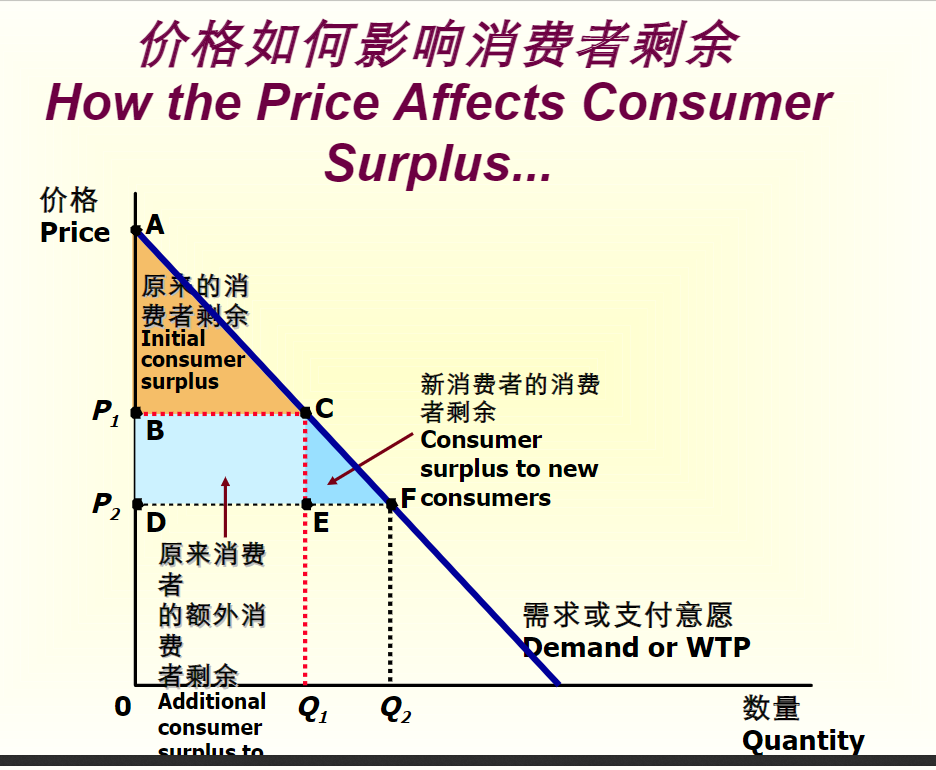 价格如何影响消费者剩余
How the Price Affects Consumer
Surplus...
价格
Price
A
原来的消
费者剩余
Initial
consumer
surplus
P1
B
C
新消费者的消费
者剩余
Consumer
surplus to new
consumers
P2
D
E
F
原来消费
者
的额外消
费
者剩余
Additional
consumer
surplus to
需求或支付意愿
Demand or WTP
0
Q1
Q2
数量
Quantity